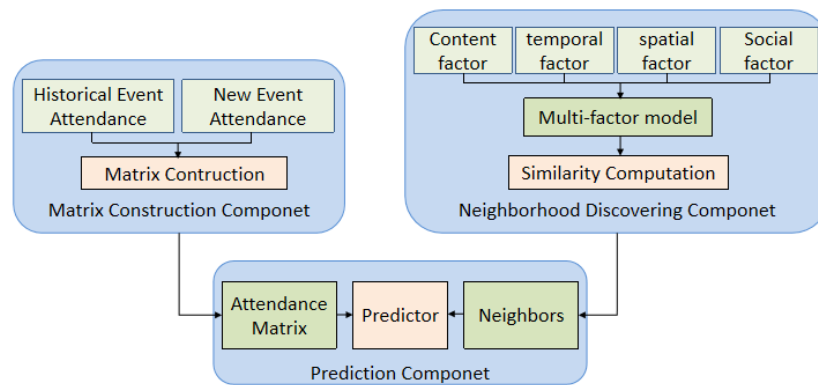 Historical Event
Attendance
New Event
Attendance
Matrix Contruction
Matrix Construction Componet
Content
factor
temporal
factor
spatial
factor
Social
factor
Multi-factor model
Similarity Computation
Neighborhood Discovering Componet
Attendance
Matrix
Predictor
Neighbors
Prediction Componet